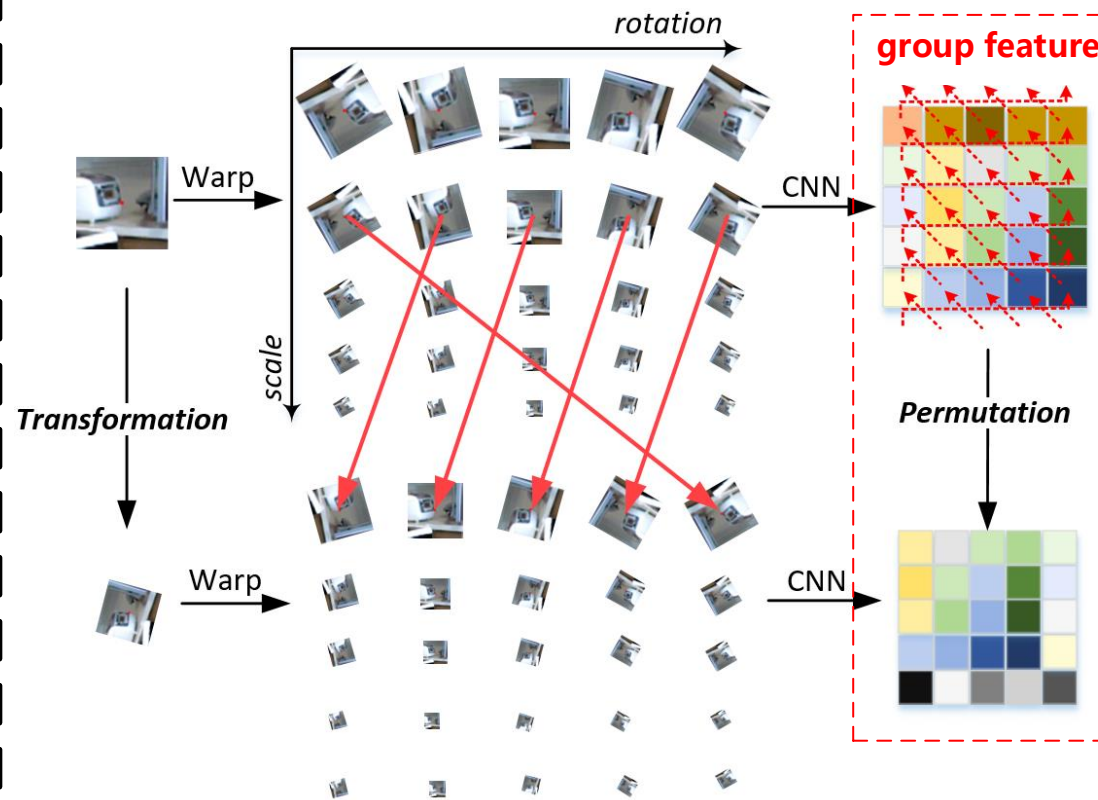 rotation
group feature
Warp
CNN
scale
Transformation
Permutation
Warp
CNN